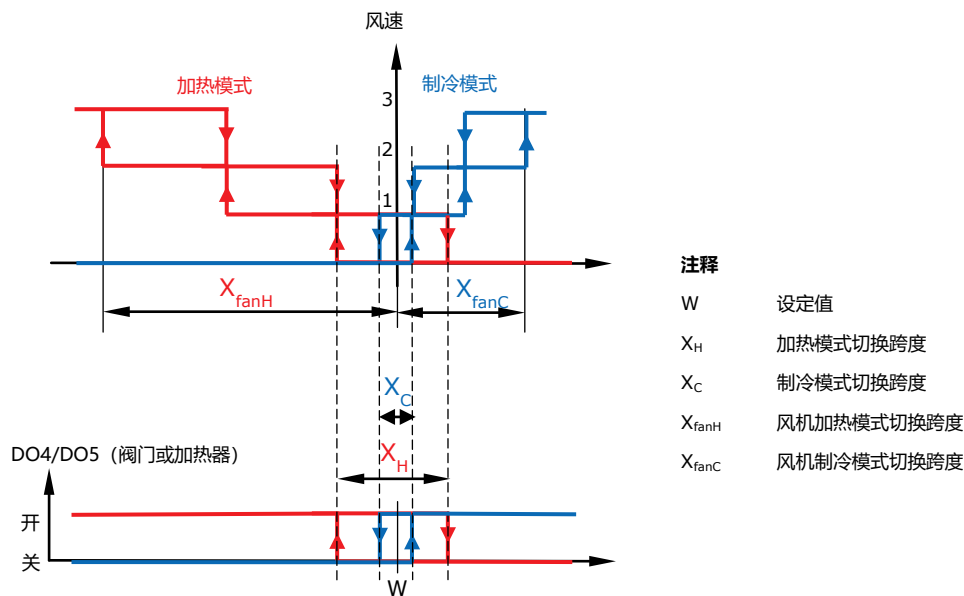 风速
加热模式
制冷模式
3
2
1
XfanH
XfanC
注释
W 设定值
XH 加热模式切换跨度
XC 制冷模式切换跨度
XfanH 风机加热模式切换跨度
XfanC 风机制冷模式切换跨度
XC
XH
DO4/DO5（阀门或加热器）
开
关
W